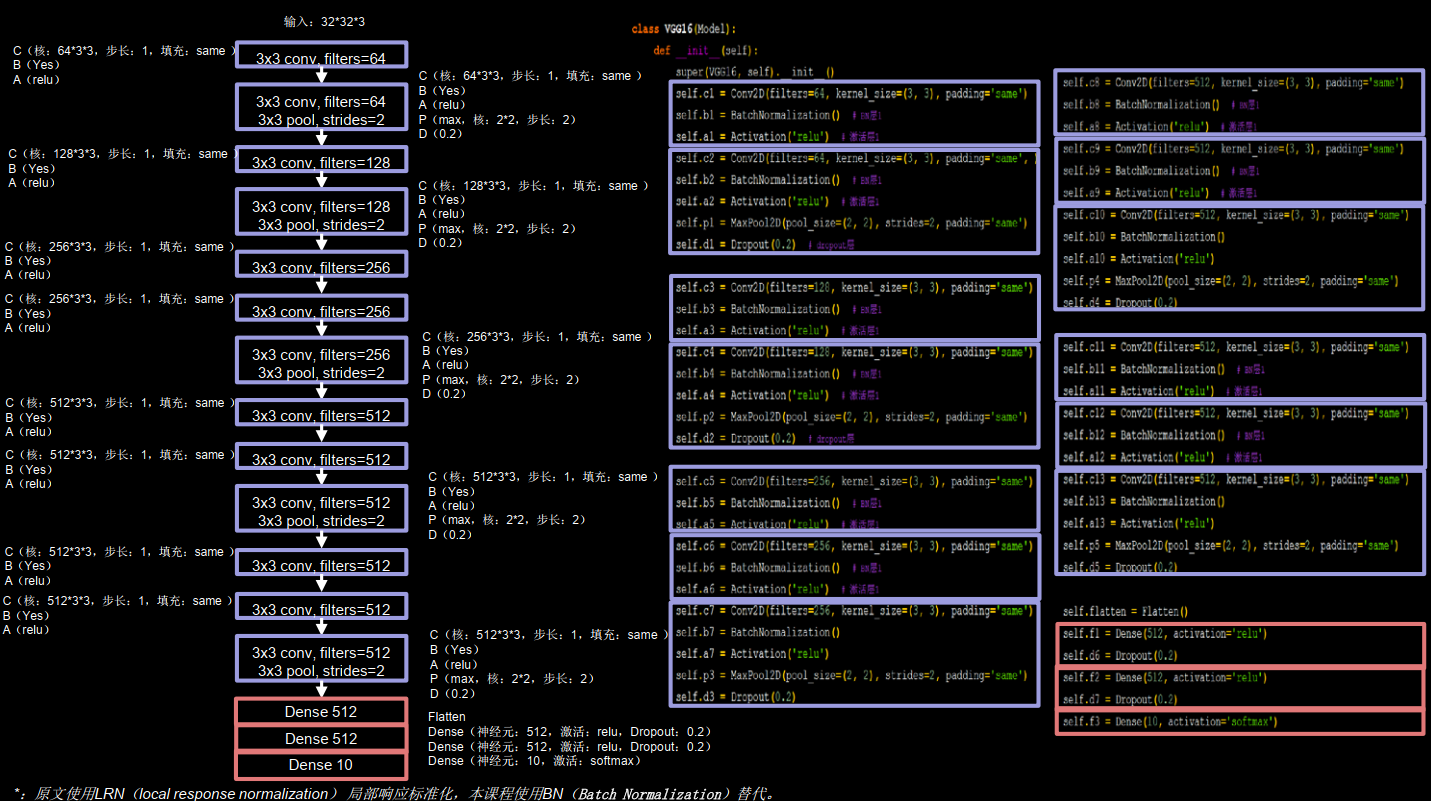 输入：32*32*3
C（核：64*3*3，步长：1，填充：same ）
B（Yes）
A（relu）
3x3 conv, filters=64
3x3 conv, filters=64
3x3 pool, strides=2
C（核：64*3*3，步长：1，填充：same ）
B（Yes）
A（relu）
P（max，核：2*2，步长：2）
D（0.2）
C（核：128*3*3，步长：1，填充：same ）
B（Yes）
A（relu）
3x3 conv, filters=128
3x3 conv, filters=128
3x3 pool, strides=2
C（核：128*3*3，步长：1，填充：same ）
B（Yes）
A（relu）
P（max，核：2*2，步长：2）
D（0.2）
C（核：256*3*3，步长：1，填充：same ）
B（Yes）
A（relu）
3x3 conv, filters=256
C（核：256*3*3，步长：1，填充：same ）
B（Yes）
A（relu）
3x3 conv, filters=256
3x3 conv, filters=256
3x3 pool, strides=2
C（核：256*3*3，步长：1，填充：same ）
B（Yes）
A（relu）
P（max，核：2*2，步长：2）
D（0.2）
C（核：512*3*3，步长：1，填充：same ）
B（Yes）
A（relu）
3x3 conv, filters=512
C（核：512*3*3，步长：1，填充：same ）
B（Yes）
A（relu）
3x3 conv, filters=512
3x3 conv, filters=512
3x3 pool, strides=2
C（核：512*3*3，步长：1，填充：same ）
B（Yes）
A（relu）
P（max，核：2*2，步长：2）
D（0.2）
C（核：512*3*3，步长：1，填充：same ）
B（Yes）
A（relu）
3x3 conv, filters=512
C（核：512*3*3，步长：1，填充：same ）
B（Yes）
A（relu）
3x3 conv, filters=512
3x3 conv, filters=512
3x3 pool, strides=2
C（核：512*3*3，步长：1，填充：same ）
B（Yes）
A（relu）
P（max，核：2*2，步长：2）
D（0.2）
Dense 512
Dense 512
Dense 10
Flatten
Dense（神经元：512，激活：relu，Dropout：0.2）
Dense（神经元：512，激活：relu，Dropout：0.2）
Dense（神经元：10，激活：softmax）
class VGG16(Model):
def __init__(self):
super(VGG16, self).__init__()
self.c1 = Conv2D(filters=64, kernel_size=(3, 3), padding='same')
self.b1 = BatchNormalization() # BN层1
self.a1 = Activation('relu') # 激活层1
self.c2 = Conv2D(filters=64, kernel_size=(3, 3), padding='same', )
self.b2 = BatchNormalization() # BN层1
self.a2 = Activation('relu') # 激活层1
self.p1 = MaxPool2D(pool_size=(2, 2), strides=2, padding='same')
self.d1 = Dropout(0.2) # dropout层
self.c3 = Conv2D(filters=128, kernel_size=(3, 3), padding='same')
self.b3 = BatchNormalization() # BN层1
self.a3 = Activation('relu') # 激活层1
self.c4 = Conv2D(filters=128, kernel_size=(3, 3), padding='same')
self.b4 = BatchNormalization() # BN层1
self.a4 = Activation('relu') # 激活层1
self.p2 = MaxPool2D(pool_size=(2, 2), strides=2, padding='same')
self.d2 = Dropout(0.2) # dropout层
self.c5 = Conv2D(filters=256, kernel_size=(3, 3), padding='same')
self.b5 = BatchNormalization() # BN层1
self.a5 = Activation('relu') # 激活层1
self.c6 = Conv2D(filters=256, kernel_size=(3, 3), padding='same')
self.b6 = BatchNormalization() # BN层1
self.a6 = Activation('relu') # 激活层1
self.c7 = Conv2D(filters=256, kernel_size=(3, 3), padding='same')
self.b7 = BatchNormalization()
self.a7 = Activation('relu')
self.p3 = MaxPool2D(pool_size=(2, 2), strides=2, padding='same')
self.d3 = Dropout(0.2)
self.c8 = Conv2D(filters=512, kernel_size=(3, 3), padding='same')
self.b8 = BatchNormalization() # BN层1
self.a8 = Activation('relu') # 激活层1
self.c9 = Conv2D(filters=512, kernel_size=(3, 3), padding='same')
self.b9 = BatchNormalization() # BN层1
self.a9 = Activation('relu') # 激活层1
self.c10 = Conv2D(filters=512, kernel_size=(3, 3), padding='same')
self.b10 = BatchNormalization()
self.a10 = Activation('relu')
self.p4 = MaxPool2D(pool_size=(2, 2), strides=2, padding='same')
self.d4 = Dropout(0.2)
self.c11 = Conv2D(filters=512, kernel_size=(3, 3), padding='same')
self.b11 = BatchNormalization() # BN层1
self.a11 = Activation('relu') # 激活层1
self.c12 = Conv2D(filters=512, kernel_size=(3, 3), padding='same')
self.b12 = BatchNormalization() # BN层1
self.a12 = Activation('relu') # 激活层1
self.c13 = Conv2D(filters=512, kernel_size=(3, 3), padding='same')
self.b13 = BatchNormalization()
self.a13 = Activation('relu')
self.p5 = MaxPool2D(pool_size=(2, 2), strides=2, padding='same')
self.d5 = Dropout(0.2)
self.flatten = Flatten()
self.f1 = Dense(512, activation='relu')
self.d6 = Dropout(0.2)
self.f2 = Dense(512, activation='relu')
self.d7 = Dropout(0.2)
self.f3 = Dense(10, activation='softmax')
*：原文使用LRN（local response normalization） 局部响应标准化，本课程使用BN（Batch Normalization）替代。